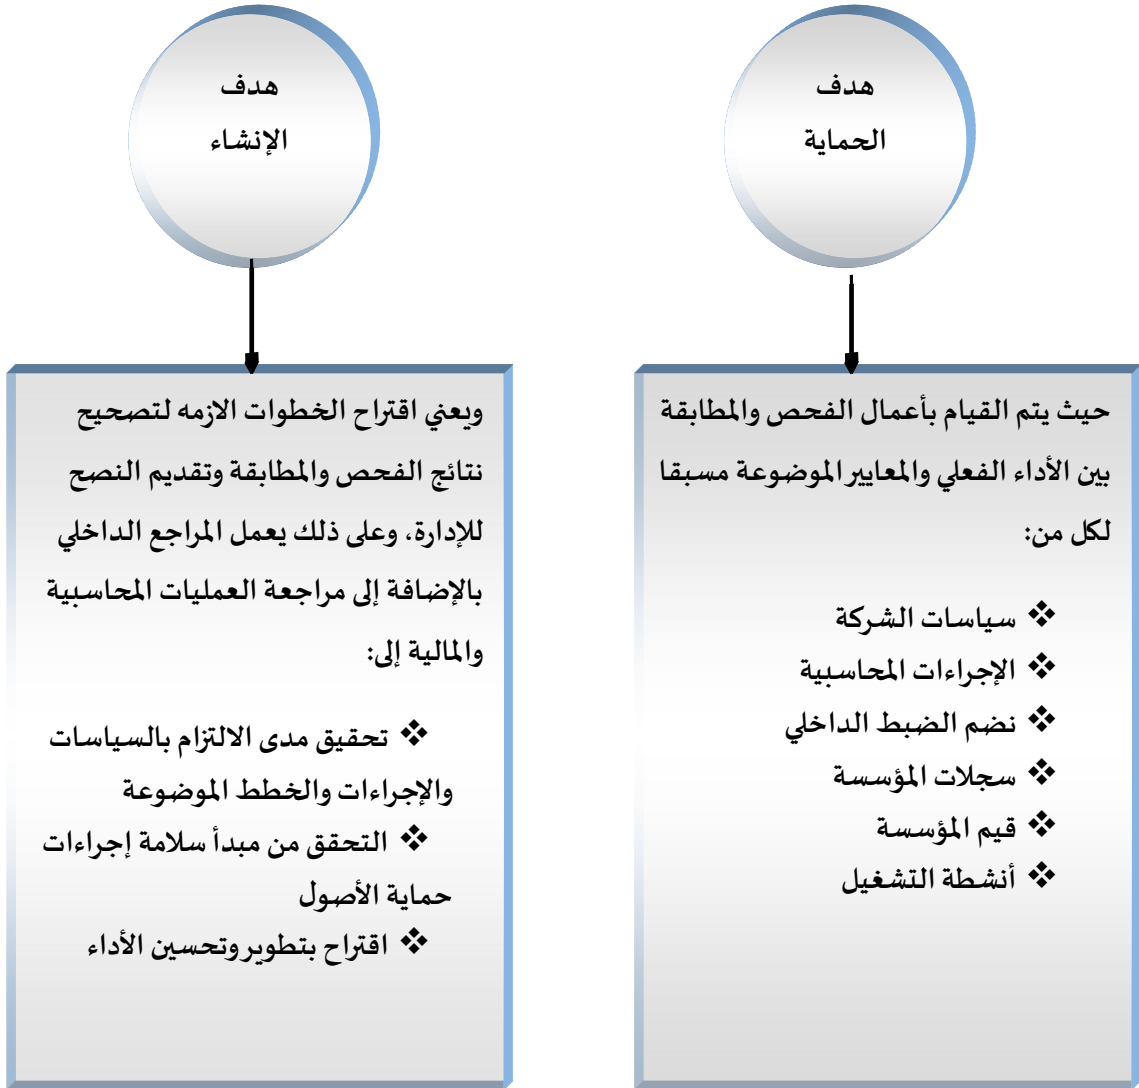 هدف
الحماية
حيث يتم القيام بأعمال الفحص والمطابقة
بين الأداء الفعلي والمعايير الموضوعة مسبقا
لكل من:
❖ سياسات الشركة
❖ الإجراءات المحاسبية
❖ نضم الضبط الداخلي
❖ سجلات المؤسسة
❖ قيم المؤسسة
❖ أنشطة التشغيل
هدف
الإنشاء
ويعني اقتراح الخطوات الازمه لتصحيح
نتائج الفحص والمطابقة وتقديم النصح
للإدارة، وعلى ذلك يعمل المراجع الداخلي
بالإضافة إلى مراجعة العمليات المحاسبية
والمالية إلى:
❖ تحقيق مدى الالتزام بالسياسات
والإجراءات والخطط الموضوعة
❖ التحقق من مبدأ سلامة إجراءات
حماية الأصول
❖ اقتراح بتطوير وتحسين الأداء